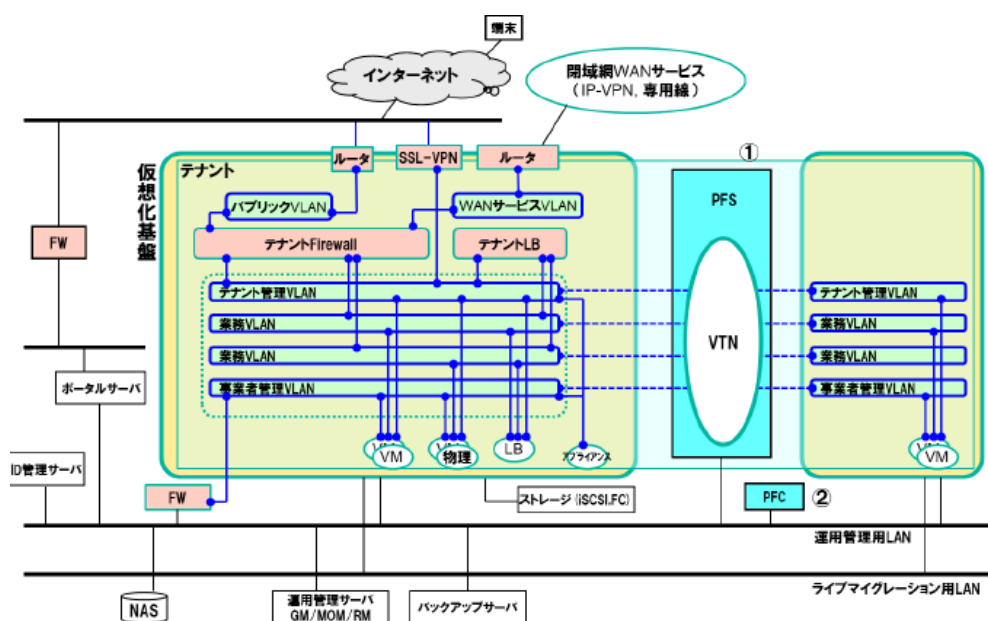 端末
インターネット
閉域網WANサービス
（IP-VPN, 専用線）
仮想化基盤
テナント
ルータ
SSL-VPN
ルータ
①
PFS
パブリックVLAN
WANサービスVLAN
FW
テナントFirewall
テナントLB
テナント管理VLAN
テナント管理VLAN
業務VLAN
業務VLAN
VTN
業務VLAN
業務VLAN
事業者管理VLAN
事業者管理VLAN
ポータルサーバ
VM
物理
LB
アプライアンス
VM
ID管理サーバ
FW
ストレージ（iSCSI,FC）
PFC
②
運用管理用LAN
ライブマイグレーション用LAN
NAS
運用管理サーバ
GM/MOM/RM
バックアップサーバ